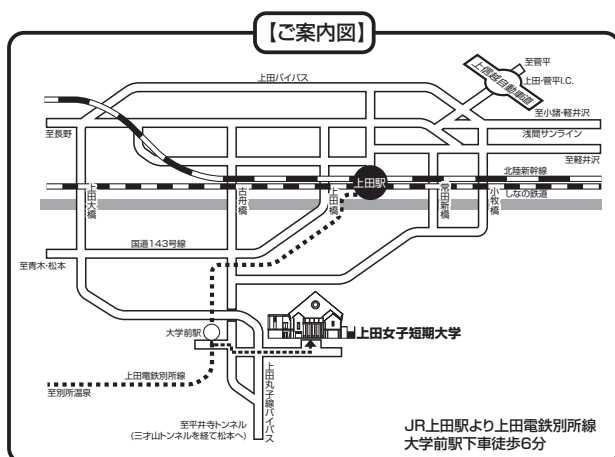 【ご案内図】
至菅平
上田・菅平I.C.
上信越自動車道
上田バイパス
至小諸・軽井沢
至長野
浅間サンライン
至軽井沢
北陸新幹線
上田駅
しなの鉄道
上田大橋
古舟橋
上田橋
常田新橋
小牧橋
国道143号線
至青木・松本
大学前駅
上田女子短期大学
上田電鉄別所線
至別所温泉
上田丸子線バイパス
至平井寺トンネル
(三才山トンネルを経て松本へ)
JR上田駅より上田電鉄別所線
大学前駅下車徒歩6分